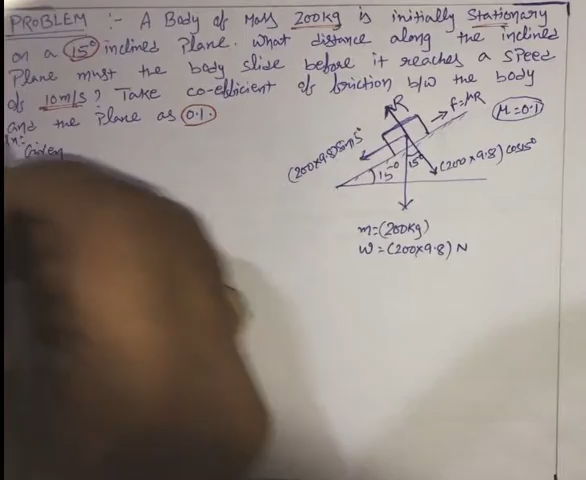 PROBLEM :- A Body of Mass 200kg is initially Stationary
on a 15° inclined Plane. What distance along the inclined
Plane must the body slide before it reaches a speed
of 10m/s? Take co-efficient of friction b/w the body
and the Plane as 0.1.
Given
R
f=μR
μ=0.1
(200×9.8)sin15°
15°
15°
(200×9.8)cos15°
m=(200kg)
W=(200×9.8) N